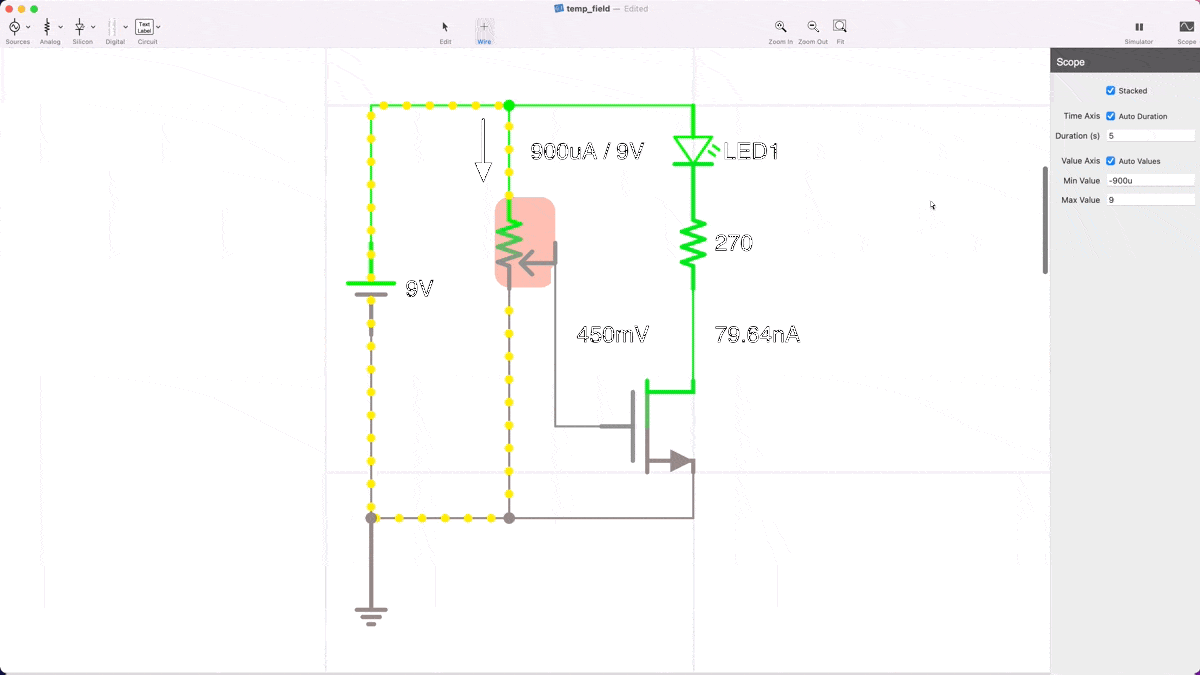 temp_field — Edited
Sources
Analog
Silicon
Digital
Text
Label
Circuit
Edit
Wire
Zoom In
Zoom Out
Fit
Simulator
Scope
Scope
Stacked
Time Axis Auto Duration
Duration (s) 5
Value Axis Auto Values
Min Value -900u
Max Value 9
900uA / 9V
LED1
270
9V
450mV
79.64nA